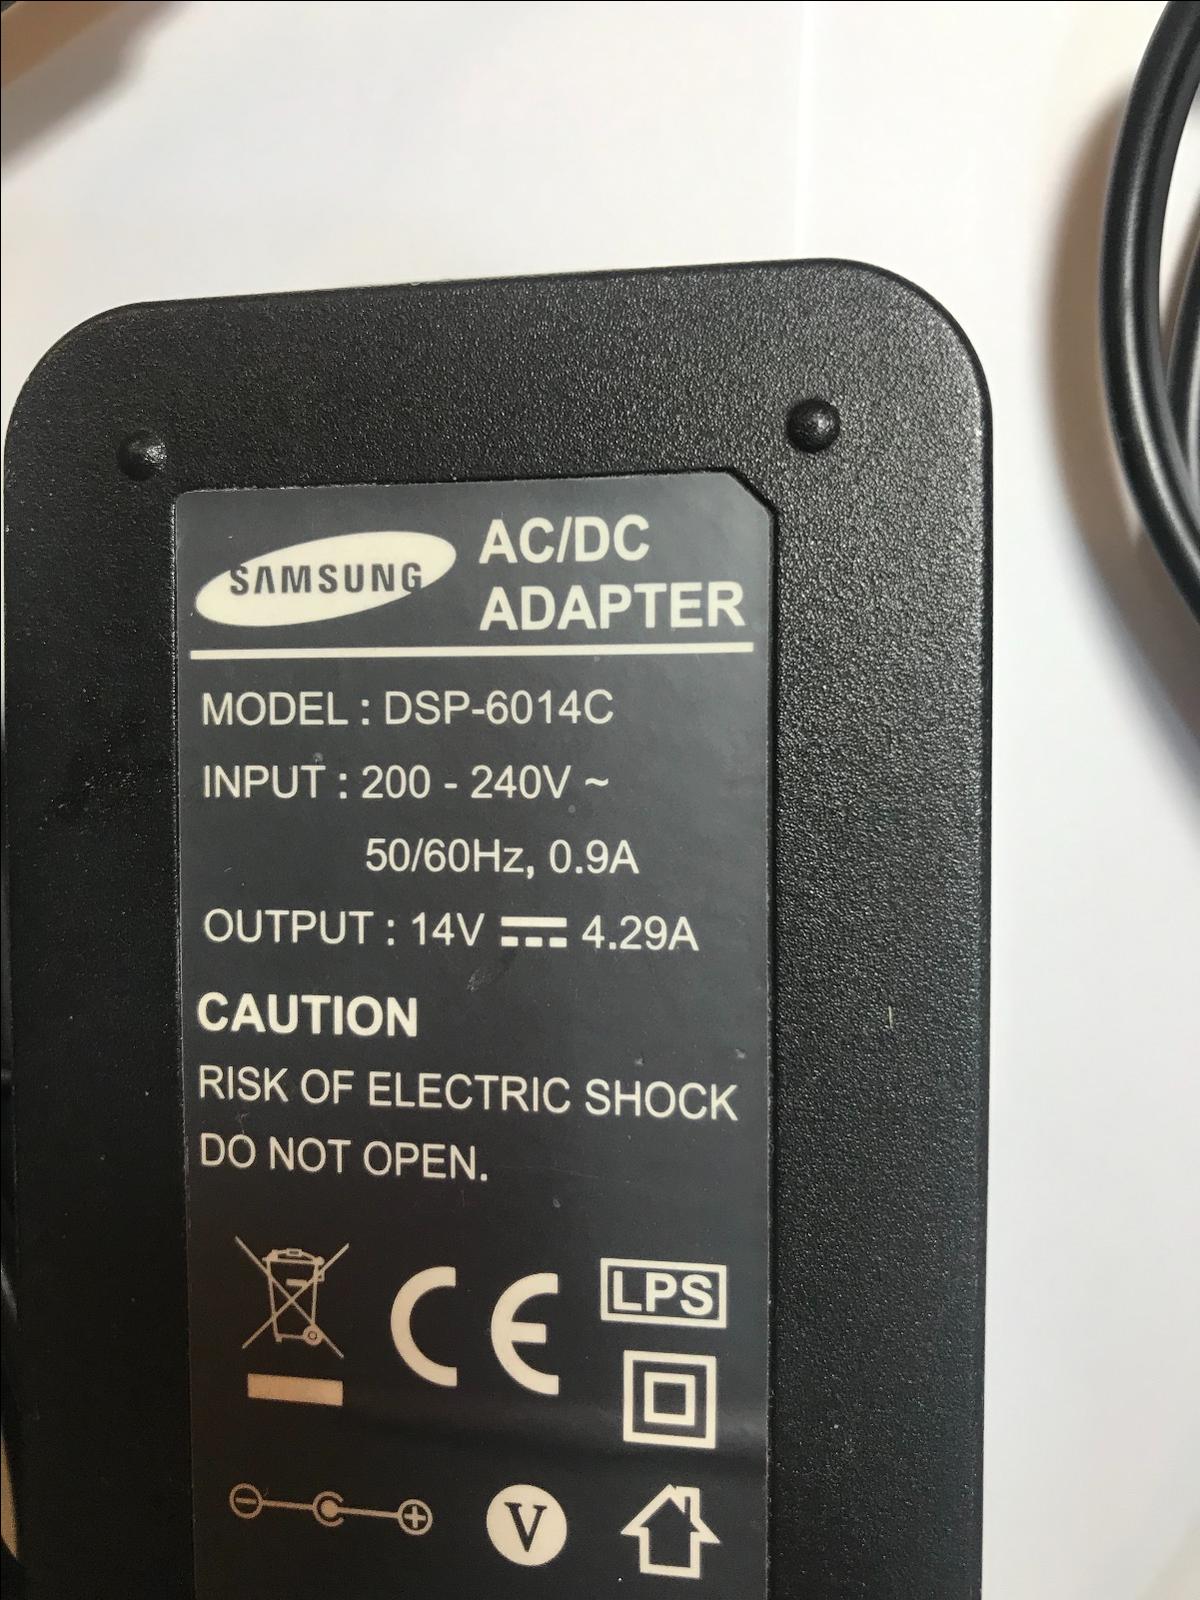 SAMSUNG
AC/DC
ADAPTER
MODEL : DSP-6014C
INPUT : 200 - 240V ~
50/60Hz, 0.9A
OUTPUT : 14V ⎓ 4.29A
CAUTION
RISK OF ELECTRIC SHOCK
DO NOT OPEN.
CE
LPS
V